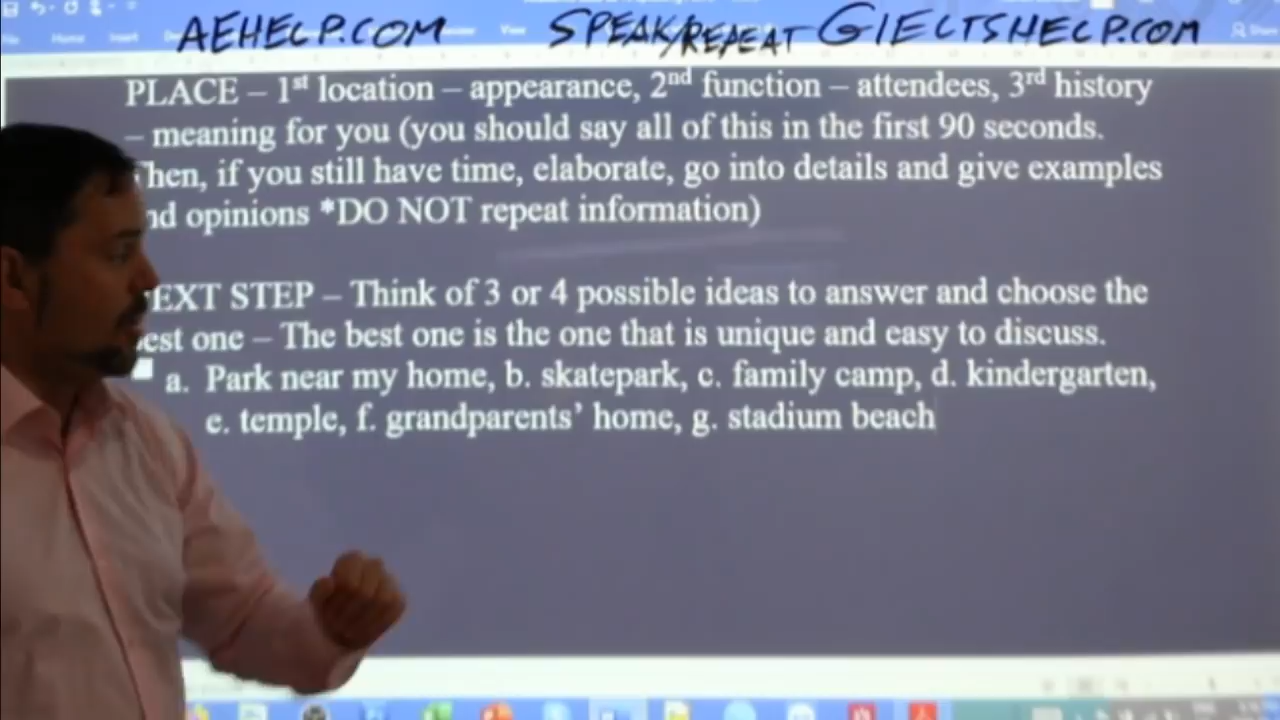 AEHELP.COM SPEAK/REPEAT GIELTSHELP.COM
Home Insert View Share
PLACE – 1st location – appearance, 2nd function – attendees, 3rd history
– meaning for you (you should say all of this in the first 90 seconds.
hen, if you still have time, elaborate, go into details and give examples
nd opinions *DO NOT repeat information)
EXT STEP – Think of 3 or 4 possible ideas to answer and choose the
est one – The best one is the one that is unique and easy to discuss.
a. Park near my home, b. skatepark, c. family camp, d. kindergarten,
e. temple, f. grandparents’ home, g. stadium beach